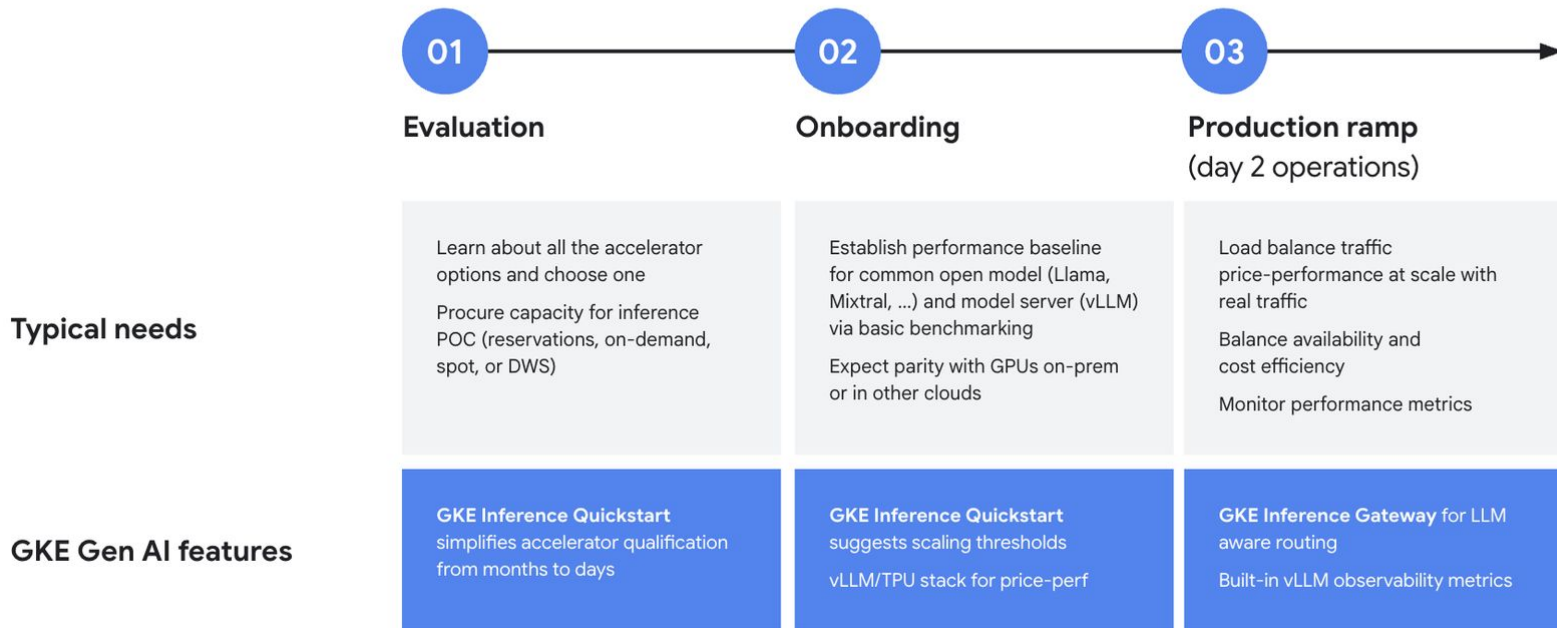 01
02
03
Evaluation
Onboarding
Production ramp
(day 2 operations)
Typical needs
Learn about all the accelerator
options and choose one
Procure capacity for inference
POC (reservations, on-demand,
spot, or DWS)
Establish performance baseline
for common open model (Llama,
Mixtral, ...) and model server (vLLM)
via basic benchmarking
Expect parity with GPUs on-prem
or in other clouds
Load balance traffic
price-performance at scale with
real traffic
Balance availability and
cost efficiency
Monitor performance metrics
GKE Gen AI features
GKE Inference Quickstart
simplifies accelerator qualification
from months to days
GKE Inference Quickstart
suggests scaling thresholds
vLLM/TPU stack for price-perf
GKE Inference Gateway for LLM
aware routing
Built-in vLLM observability metrics